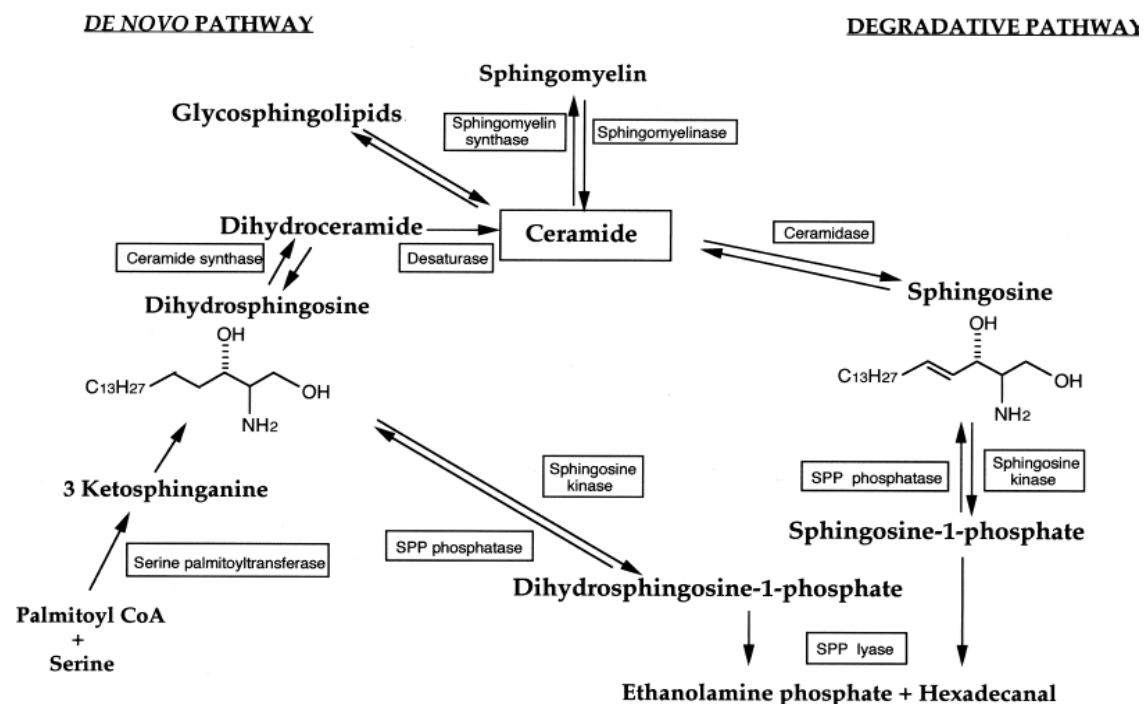 DE NOVO PATHWAY
DEGRADATIVE PATHWAY
Sphingomyelin
Glycosphingolipids
Sphingomyelin
synthase
Sphingomyelinase
Dihydroceramide
Ceramide
Ceramidase
Ceramide synthase
Desaturase
Dihydrosphingosine
Sphingosine
OH
C13H27
OH
NH2
OH
C13H27
OH
NH2
3 Ketosphinganine
Sphingosine
kinase
SPP phosphatase
Sphingosine
kinase
Serine palmitoyltransferase
SPP phosphatase
Sphingosine-1-phosphate
Dihydrosphingosine-1-phosphate
Palmitoyl CoA
+
Serine
SPP lyase
Ethanolamine phosphate + Hexadecanal